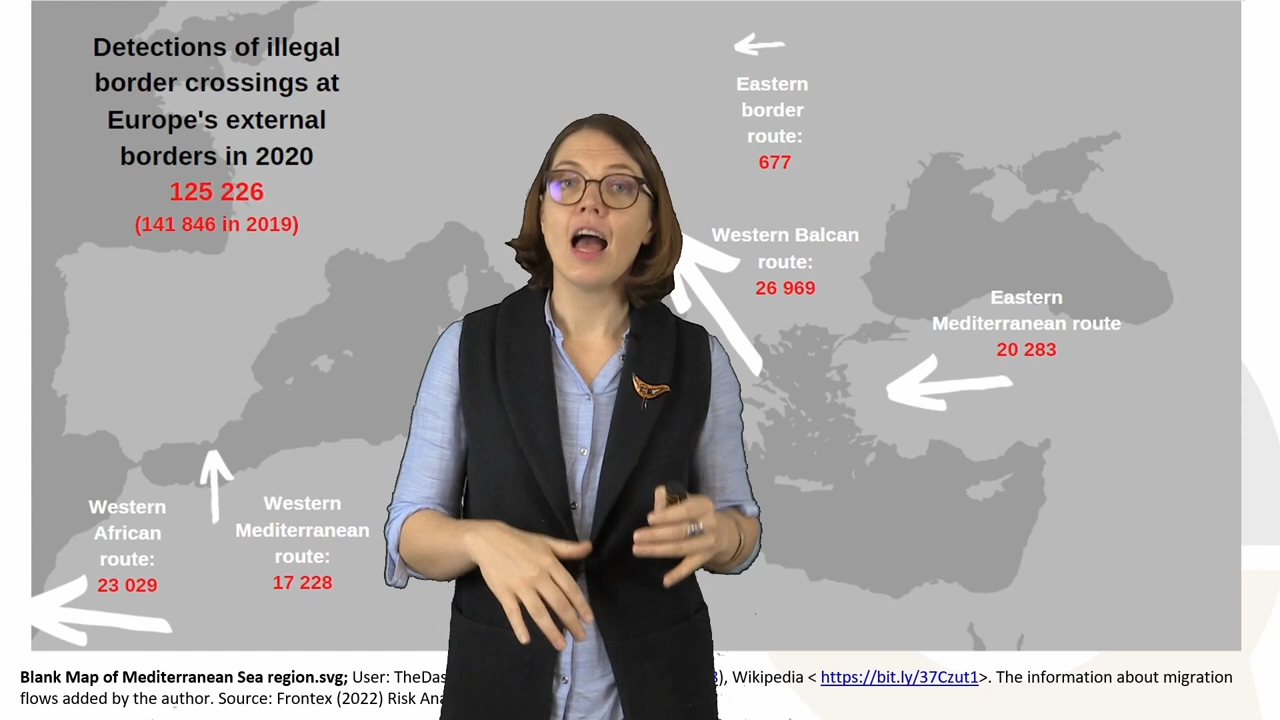 Detections of illegal
border crossings at
Europe's external
borders in 2020
125 226
(141 846 in 2019)
Eastern
border
route:
677
Western Balcan
route:
26 969
Eastern
Mediterranean route
20 283
Western
African
route:
23 029
Western
Mediterranean
route:
17 228
Blank Map of Mediterranean Sea region.svg; User: ), Wikipedia < https://bit.ly/37Czut1>. The information about migration
flows added by the author. Source: Frontex (2022) Risk